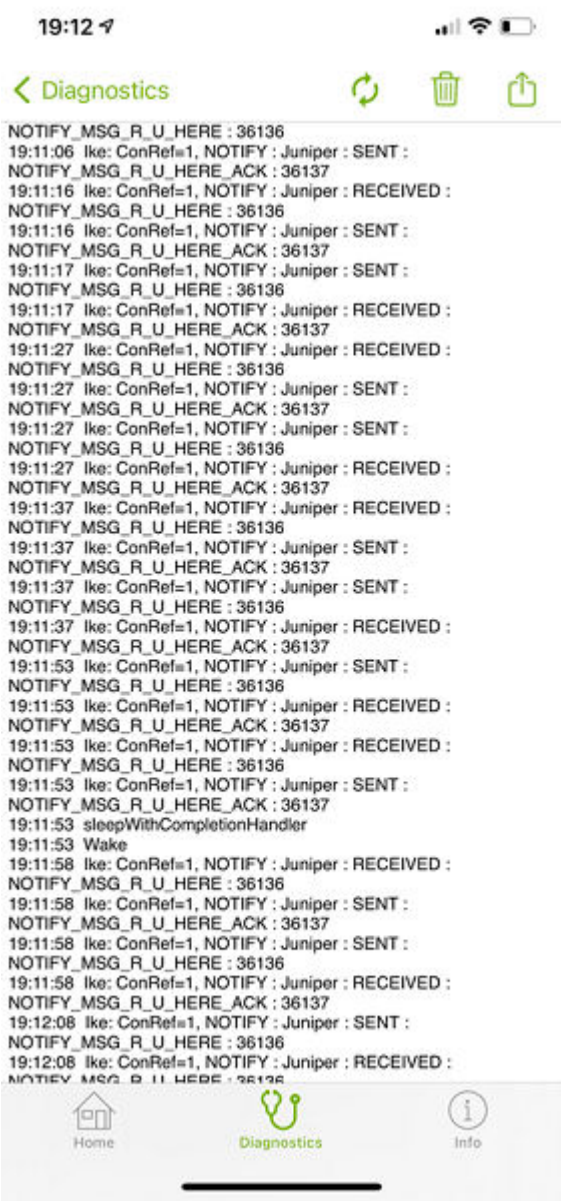 19:12
Diagnostics
NOTIFY_MSG_R_U_HERE : 36136
19:11:06 Ike: ConRef=1, NOTIFY : Juniper : SENT :
NOTIFY_MSG_R_U_HERE_ACK : 36137
19:11:16 Ike: ConRef=1, NOTIFY : Juniper : RECEIVED :
NOTIFY_MSG_R_U_HERE : 36136
19:11:16 Ike: ConRef=1, NOTIFY : Juniper : SENT :
NOTIFY_MSG_R_U_HERE_ACK : 36137
19:11:17 Ike: ConRef=1, NOTIFY : Juniper : SENT :
NOTIFY_MSG_R_U_HERE : 36136
19:11:17 Ike: ConRef=1, NOTIFY : Juniper : RECEIVED :
NOTIFY_MSG_R_U_HERE_ACK : 36137
19:11:27 Ike: ConRef=1, NOTIFY : Juniper : RECEIVED :
NOTIFY_MSG_R_U_HERE : 36136
19:11:27 Ike: ConRef=1, NOTIFY : Juniper : SENT :
NOTIFY_MSG_R_U_HERE_ACK : 36137
19:11:27 Ike: ConRef=1, NOTIFY : Juniper : SENT :
NOTIFY_MSG_R_U_HERE : 36136
19:11:27 Ike: ConRef=1, NOTIFY : Juniper : RECEIVED :
NOTIFY_MSG_R_U_HERE_ACK : 36137
19:11:37 Ike: ConRef=1, NOTIFY : Juniper : RECEIVED :
NOTIFY_MSG_R_U_HERE : 36136
19:11:37 Ike: ConRef=1, NOTIFY : Juniper : SENT :
NOTIFY_MSG_R_U_HERE_ACK : 36137
19:11:37 Ike: ConRef=1, NOTIFY : Juniper : SENT :
NOTIFY_MSG_R_U_HERE : 36136
19:11:37 Ike: ConRef=1, NOTIFY : Juniper : RECEIVED :
NOTIFY_MSG_R_U_HERE_ACK : 36137
19:11:53 Ike: ConRef=1, NOTIFY : Juniper : SENT :
NOTIFY_MSG_R_U_HERE : 36136
19:11:53 Ike: ConRef=1, NOTIFY : Juniper : RECEIVED :
NOTIFY_MSG_R_U_HERE_ACK : 36137
19:11:53 Ike: ConRef=1, NOTIFY : Juniper : RECEIVED :
NOTIFY_MSG_R_U_HERE : 36136
19:11:53 Ike: ConRef=1, NOTIFY : Juniper : SENT :
NOTIFY_MSG_R_U_HERE_ACK : 36137
19:11:53 sleepWithCompletionHandler
19:11:53 Wake
19:11:58 Ike: ConRef=1, NOTIFY : Juniper : RECEIVED :
NOTIFY_MSG_R_U_HERE : 36136
19:11:58 Ike: ConRef=1, NOTIFY : Juniper : SENT :
NOTIFY_MSG_R_U_HERE_ACK : 36137
19:11:58 Ike: ConRef=1, NOTIFY : Juniper : SENT :
NOTIFY_MSG_R_U_HERE : 36136
19:11:58 Ike: ConRef=1, NOTIFY : Juniper : RECEIVED :
NOTIFY_MSG_R_U_HERE_ACK : 36137
19:12:08 Ike: ConRef=1, NOTIFY : Juniper : SENT :
NOTIFY_MSG_R_U_HERE : 36136
19:12:08 Ike: ConRef=1, NOTIFY : Juniper : RECEIVED :
NOTIFY_MSG_R_U_HERE : 36136
Home
Diagnostics
Info